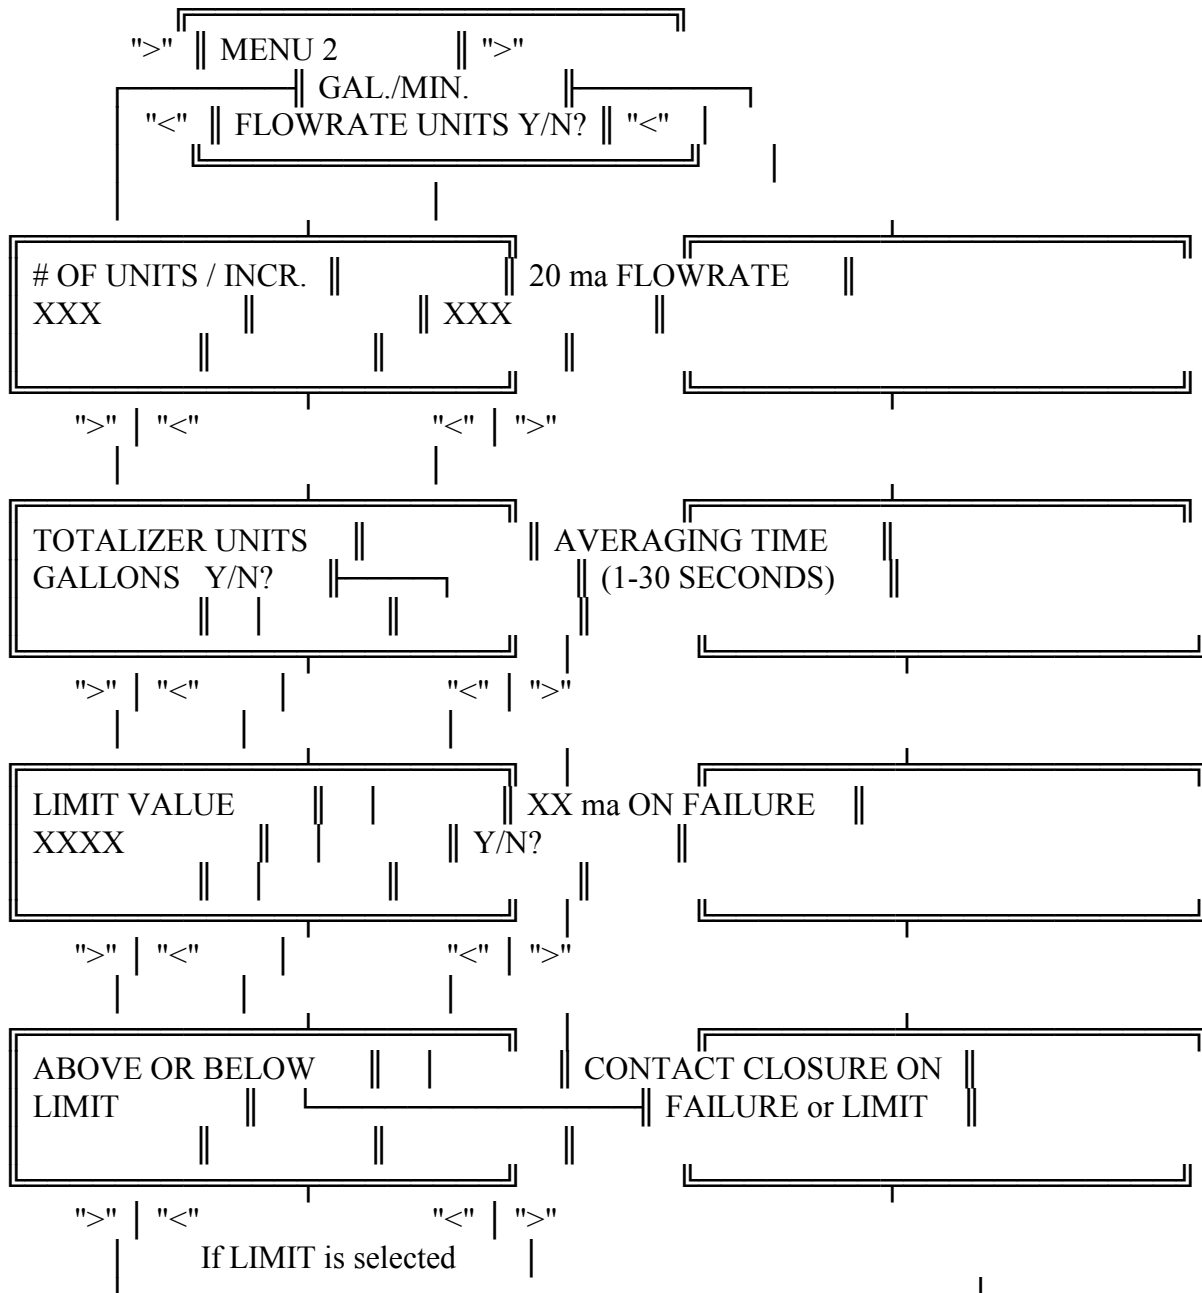 ">" MENU 2 ">"
GAL./MIN.
"<" FLOWRATE UNITS Y/N? "<"
# OF UNITS / INCR. 20 ma FLOWRATE
XXX XXX
">" "<" "<" ">"
TOTALIZER UNITS AVERAGING TIME
GALLONS Y/N? (1-30 SECONDS)
">" "<" "<" ">"
LIMIT VALUE XX ma ON FAILURE
XXXX Y/N?
">" "<" "<" ">"
ABOVE OR BELOW CONTACT CLOSURE ON
LIMIT FAILURE or LIMIT
">" "<" "<" ">"
If LIMIT is selected